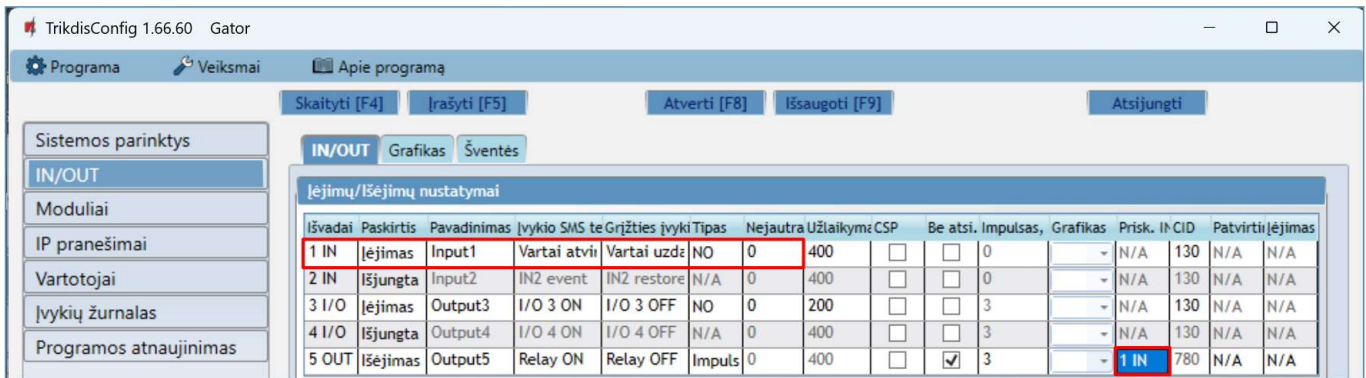 TrikdisConfig 1.66.60 Gator
Programa Veiksmai Apie programą
Skaityti [F4] Įrašyti [F5] Atverti [F8] Išsaugoti [F9] Atsijungti
Sistemos parinktys
IN/OUT
Moduliai
IP pranešimai
Vartotojai
Įvykių žurnalas
Programos atnaujinimas
IN/OUT Grafikas Šventės
Įėjimų/Išėjimų nustatymai
Išvadai Paskirtis Pavadinimas Įvykio SMS te Grįžties įvyki Tipas Nejautra Užlaikyma CSP Be atsi. Impulsas, Grafikas Prisk. IN CID Patvirtin Įėjimas
1 IN Įėjimas Input1 Vartai atvir Vartai uzda NO 0 400 0 N/A 130 N/A N/A
2 IN Išjungta Input2 IN2 event IN2 restore N/A 0 400 0 N/A 130 N/A N/A
3 I/O Įėjimas Output3 I/O 3 ON I/O 3 OFF NO 0 200 3 N/A 130 N/A N/A
4 I/O Išjungta Output4 I/O 4 ON I/O 4 OFF N/A 0 400 3 N/A 130 N/A N/A
5 OUT Išėjimas Output5 Relay ON Relay OFF Impuls 0 400 3 1 IN 780 N/A N/A